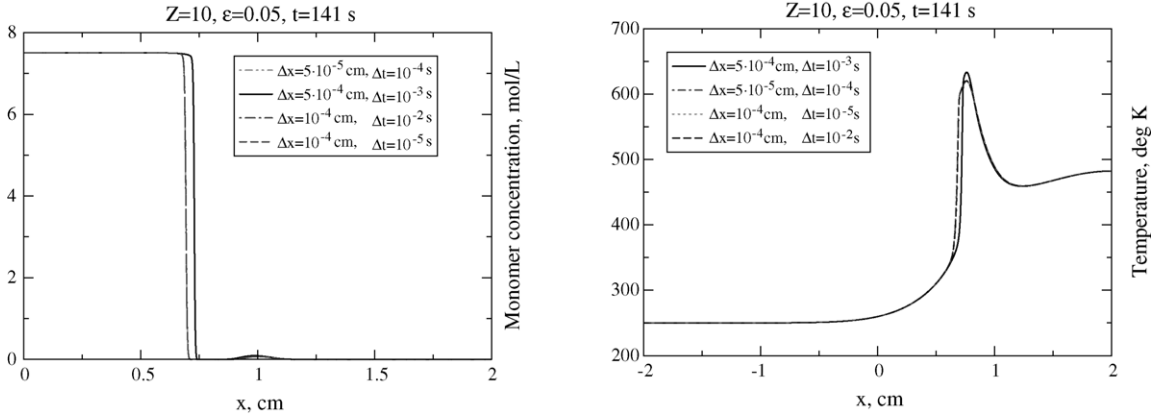 Z=10, ε=0.05, t=141 s
8
6
4
2
0
0
0.5
1
1.5
2
x, cm
Monomer concentration, mol/L
Δx=5·10⁻⁵ cm, Δt=10⁻⁴ s
Δx=5·10⁻⁴ cm, Δt=10⁻³ s
Δx=10⁻⁴ cm, Δt=10⁻² s
Δx=10⁻⁴ cm, Δt=10⁻⁵ s
Z=10, ε=0.05, t=141 s
700
600
500
400
300
200
-2
-1
0
1
2
x, cm
Temperature, deg K
Δx=5·10⁻⁴ cm, Δt=10⁻³ s
Δx=5·10⁻⁵ cm, Δt=10⁻⁴ s
Δx=10⁻⁴ cm, Δt=10⁻⁵ s
Δx=10⁻⁴ cm, Δt=10⁻² s